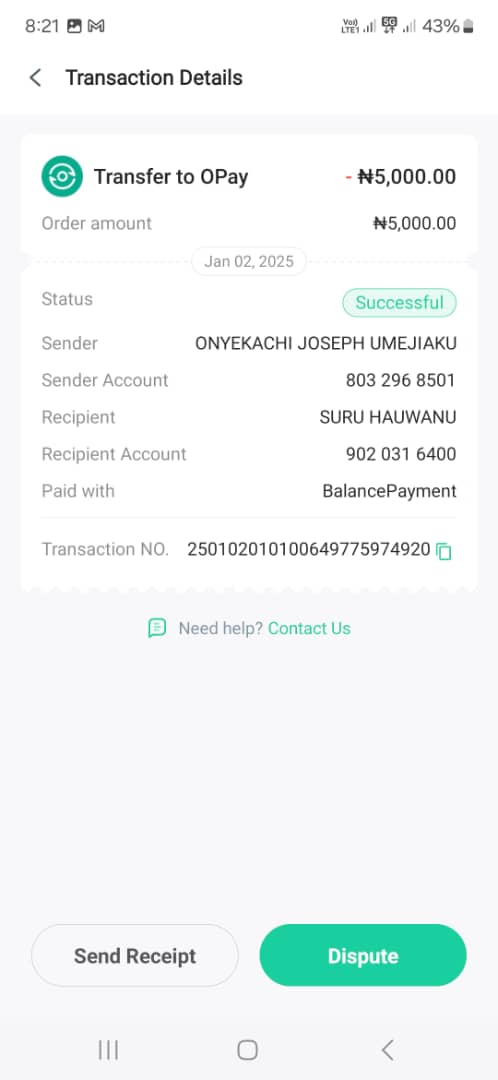 8:21 Vo) LTE1 5G 43%
Transaction Details
Transfer to OPay - ₦5,000.00
Order amount ₦5,000.00
Jan 02, 2025
Status Successful
Sender ONYEKACHI JOSEPH UMEJIAKU
Sender Account 803 296 8501
Recipient SURU HAUWANU
Recipient Account 902 031 6400
Paid with BalancePayment
Transaction NO. 250102010100649775974920
Need help? Contact Us
Send Receipt Dispute